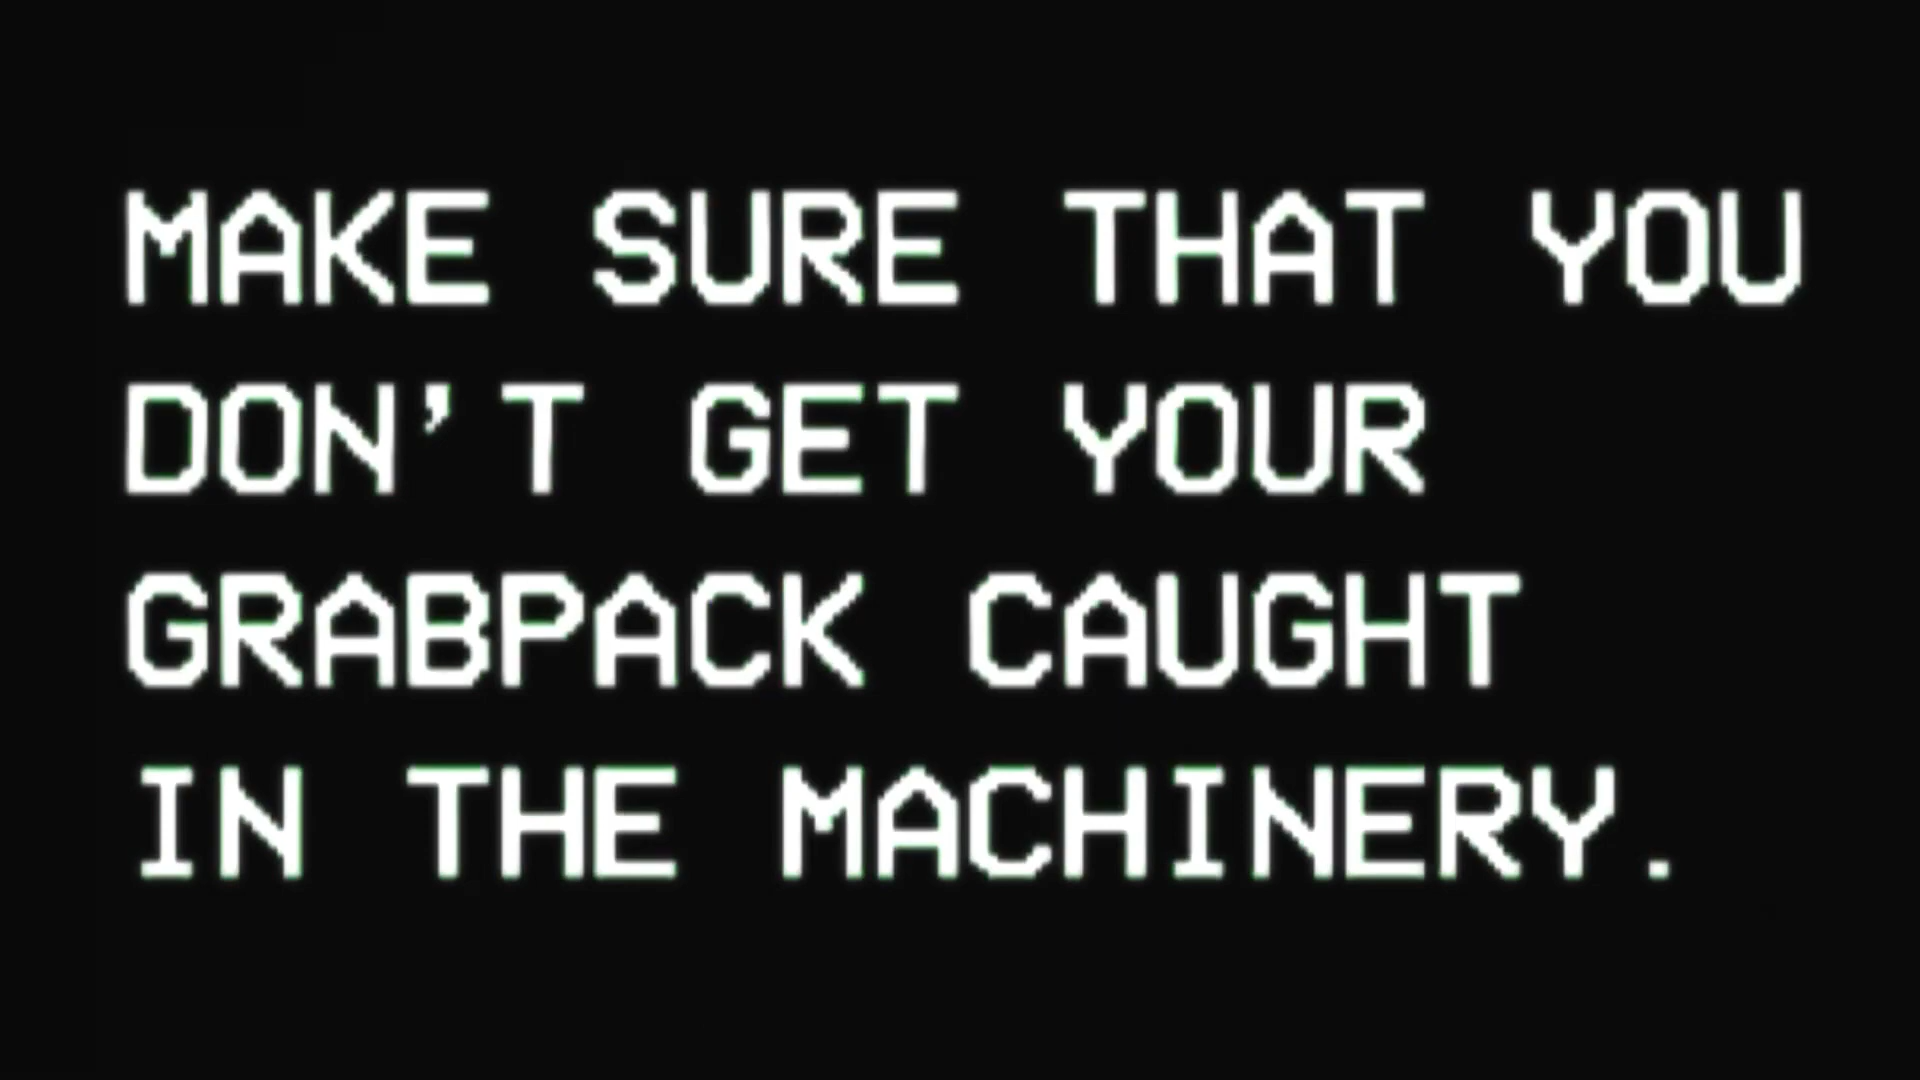 MAKE SURE THAT YOU
DON'T GET YOUR
GRABPACK CAUGHT
IN THE MACHINERY.